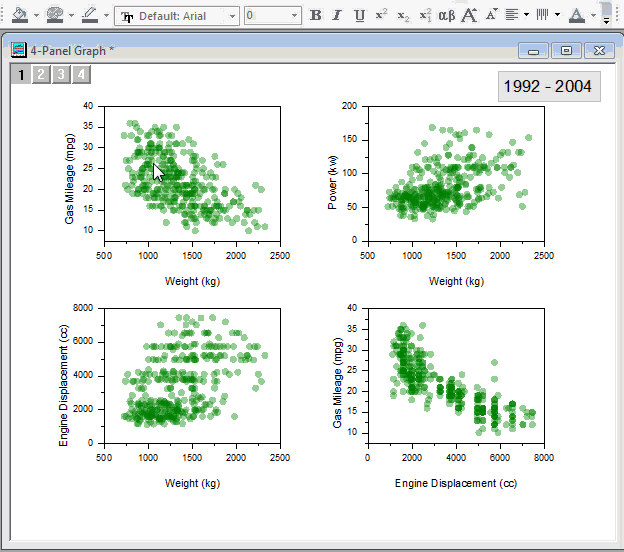 Default: Arial 0 B I U x² x₂ x²₁ αβ A A A
4-Panel Graph *
1 2 3 4
1992 - 2004
40
35
30
25
20
15
10
Gas Mileage (mpg)
500 1000 1500 2000 2500
Weight (kg)
200
150
100
50
0
Power (kw)
500 1000 1500 2000 2500
Weight (kg)
8000
6000
4000
2000
0
Engine Displacement (cc)
500 1000 1500 2000 2500
Weight (kg)
40
35
30
25
20
15
10
Gas Mileage (mpg)
0 2000 4000 6000 8000
Engine Displacement (cc)